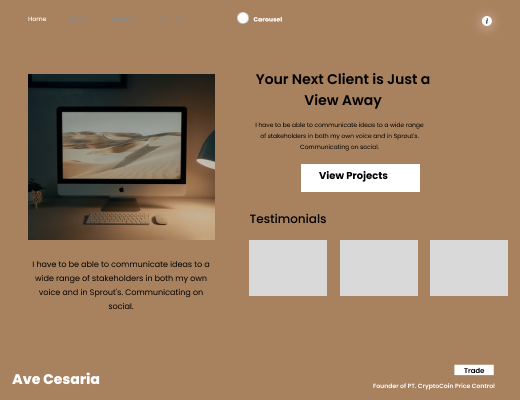 Home
Carousel
i
Your Next Client is Just a
View Away
I have to be able to communicate ideas to a wide range
of stakeholders in both my own voice and in Sprout's.
Communicating on social.
View Projects
Testimonials
I have to be able to communicate ideas to a
wide range of stakeholders in both my own
voice and in Sprout's. Communicating on
social.
Trade
Ave Cesaria
Founder of PT. CryptoCoin Price Control